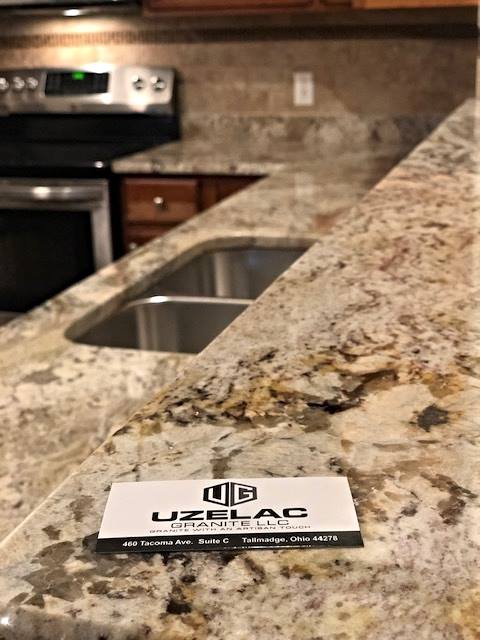 UG
UZELAC
GRANITE LLC
GRANITE WITH AN ARTISAN TOUCH
460 Tacoma Ave. Suite C Tallmadge, Ohio 44278